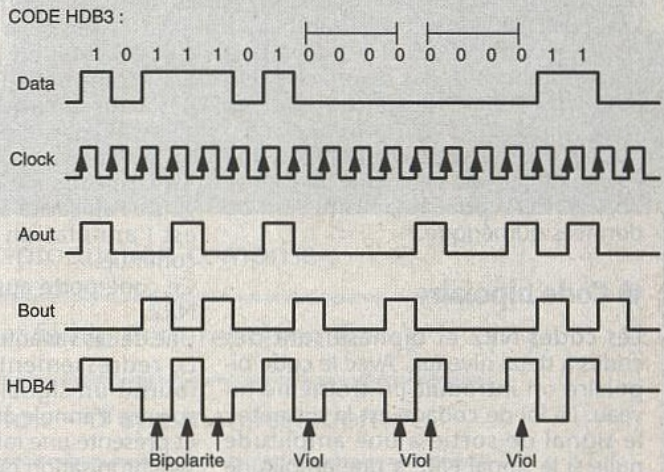 CODE HDB3 :
1 0 1 1 1 0 1 0 0 0 0 0 0 0 0 1 1
Data
Clock
Aout
Bout
HDB4
Bipolarite Viol Viol Viol